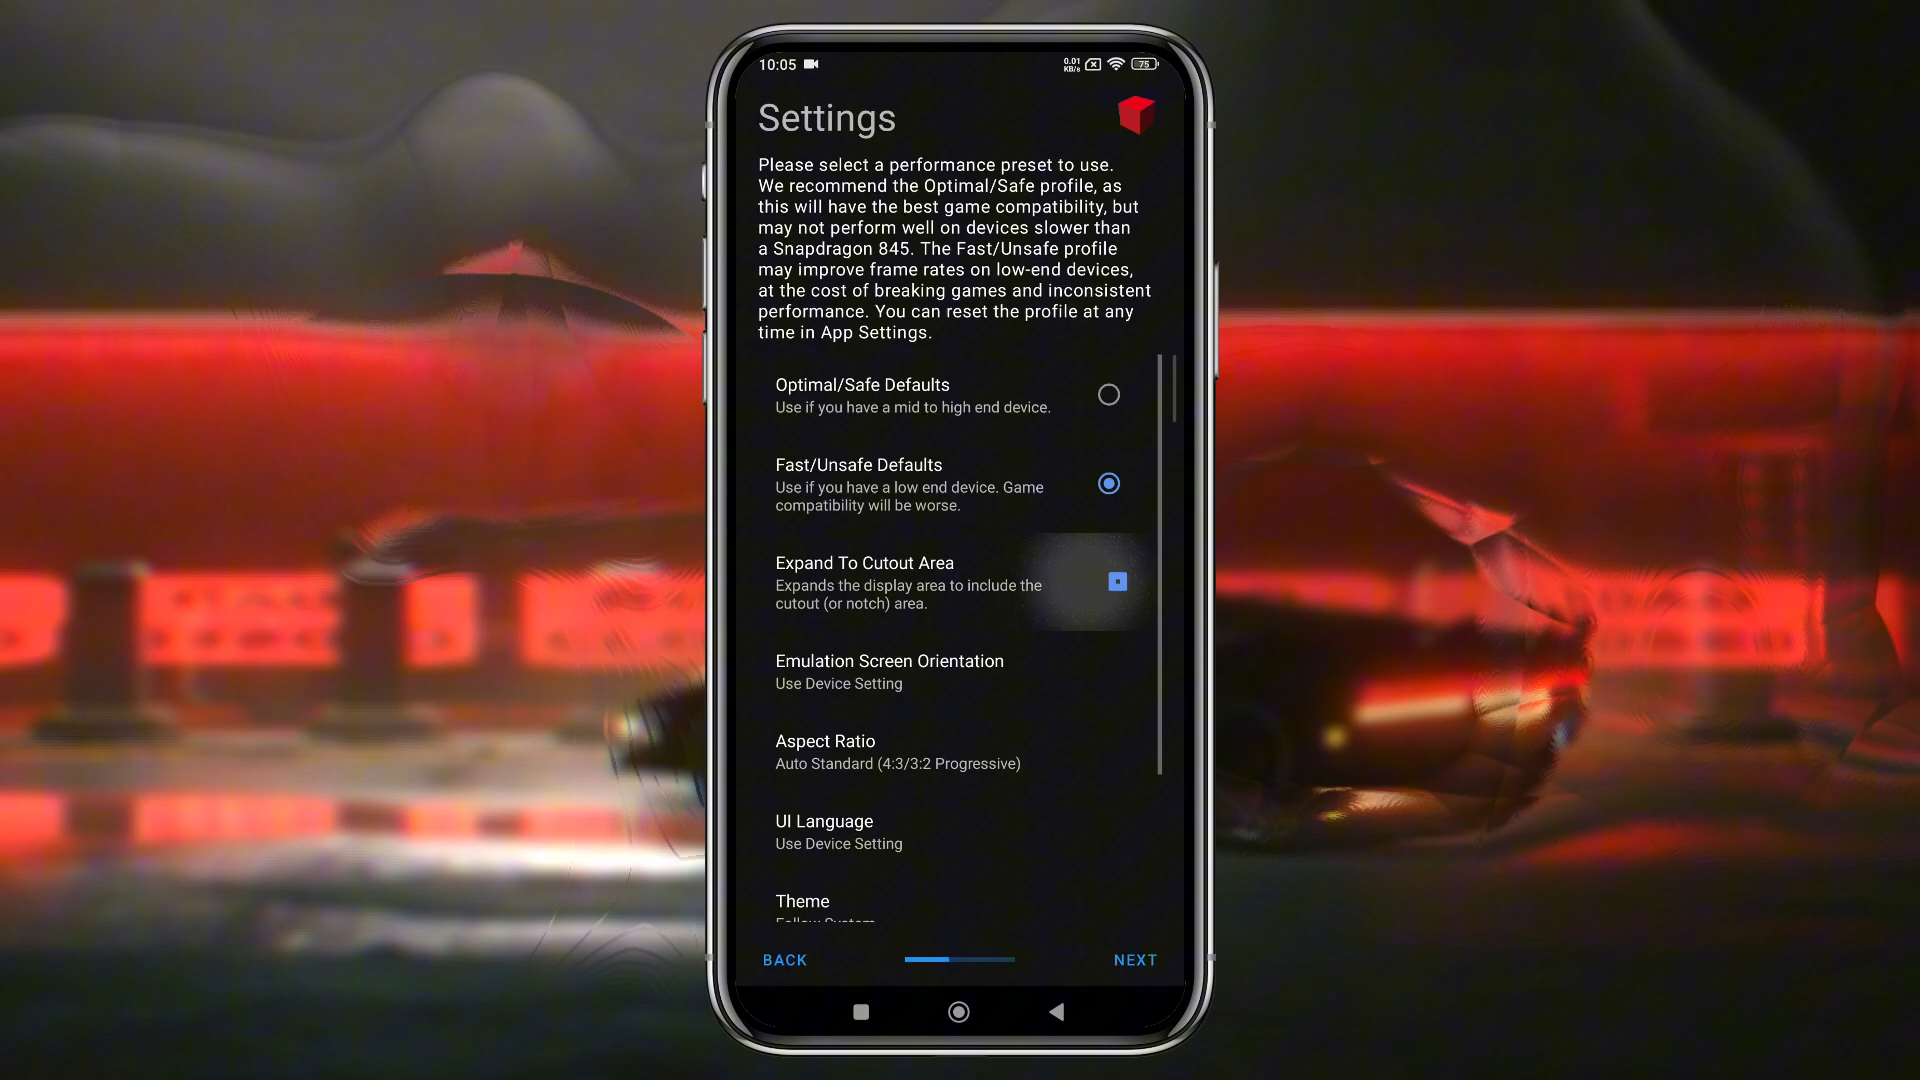 10:05
0.01
KB/s
75
Settings
Please select a performance preset to use.
We recommend the Optimal/Safe profile, as
this will have the best game compatibility, but
may not perform well on devices slower than
a Snapdragon 845. The Fast/Unsafe profile
may improve frame rates on low-end devices,
at the cost of breaking games and inconsistent
performance. You can reset the profile at any
time in App Settings.
Optimal/Safe Defaults
Use if you have a mid to high end device.
Fast/Unsafe Defaults
Use if you have a low end device. Game
compatibility will be worse.
Expand To Cutout Area
Expands the display area to include the
cutout (or notch) area.
Emulation Screen Orientation
Use Device Setting
Aspect Ratio
Auto Standard (4:3/3:2 Progressive)
UI Language
Use Device Setting
Theme
Follow System
BACK
NEXT